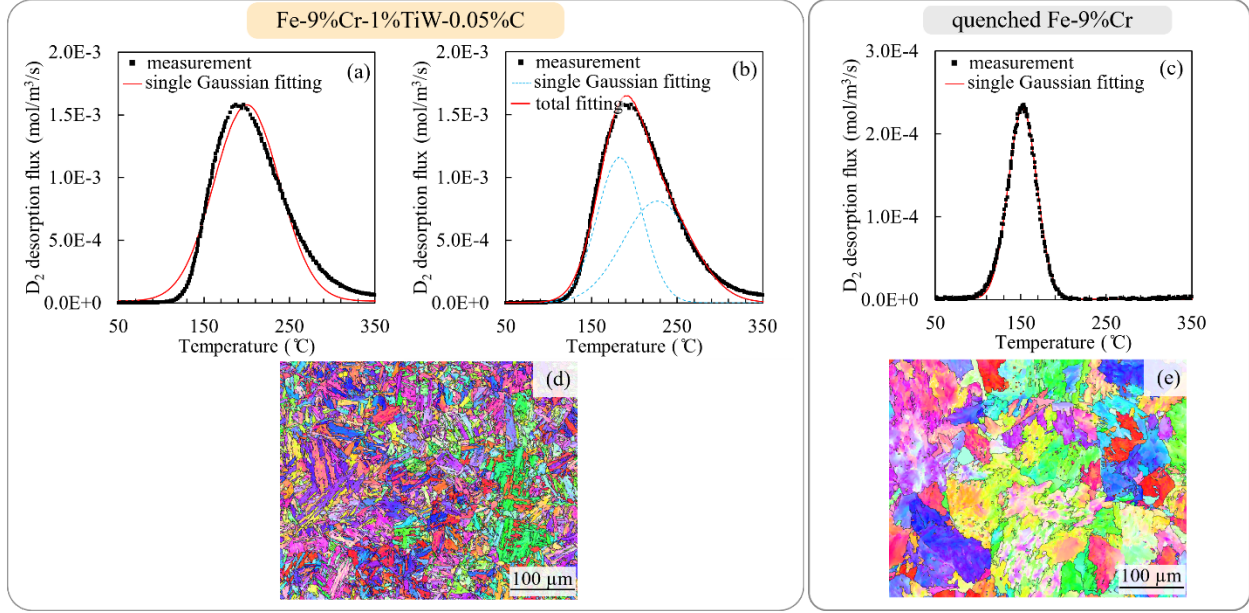 Fe-9%Cr-1%TiW-0.05%C
quenched Fe-9%Cr
2.0E-3
1.5E-3
1.0E-3
5.0E-4
0.0E+0
D₂ desorption flux (mol/m³/s)
measurement
single Gaussian fitting
(a)
50
150
250
350
Temperature (℃)
2.0E-3
1.5E-3
1.0E-3
5.0E-4
0.0E+0
D₂ desorption flux (mol/m³/s)
measurement
single Gaussian fitting
total fitting
(b)
50
150
250
350
Temperature (℃)
3.0E-4
2.0E-4
1.0E-4
0.0E+0
D₂ desorption flux (mol/m³/s)
measurement
single Gaussian fitting
(c)
50
150
250
350
Temperature (℃)
(d)
100 µm
(e)
100 µm